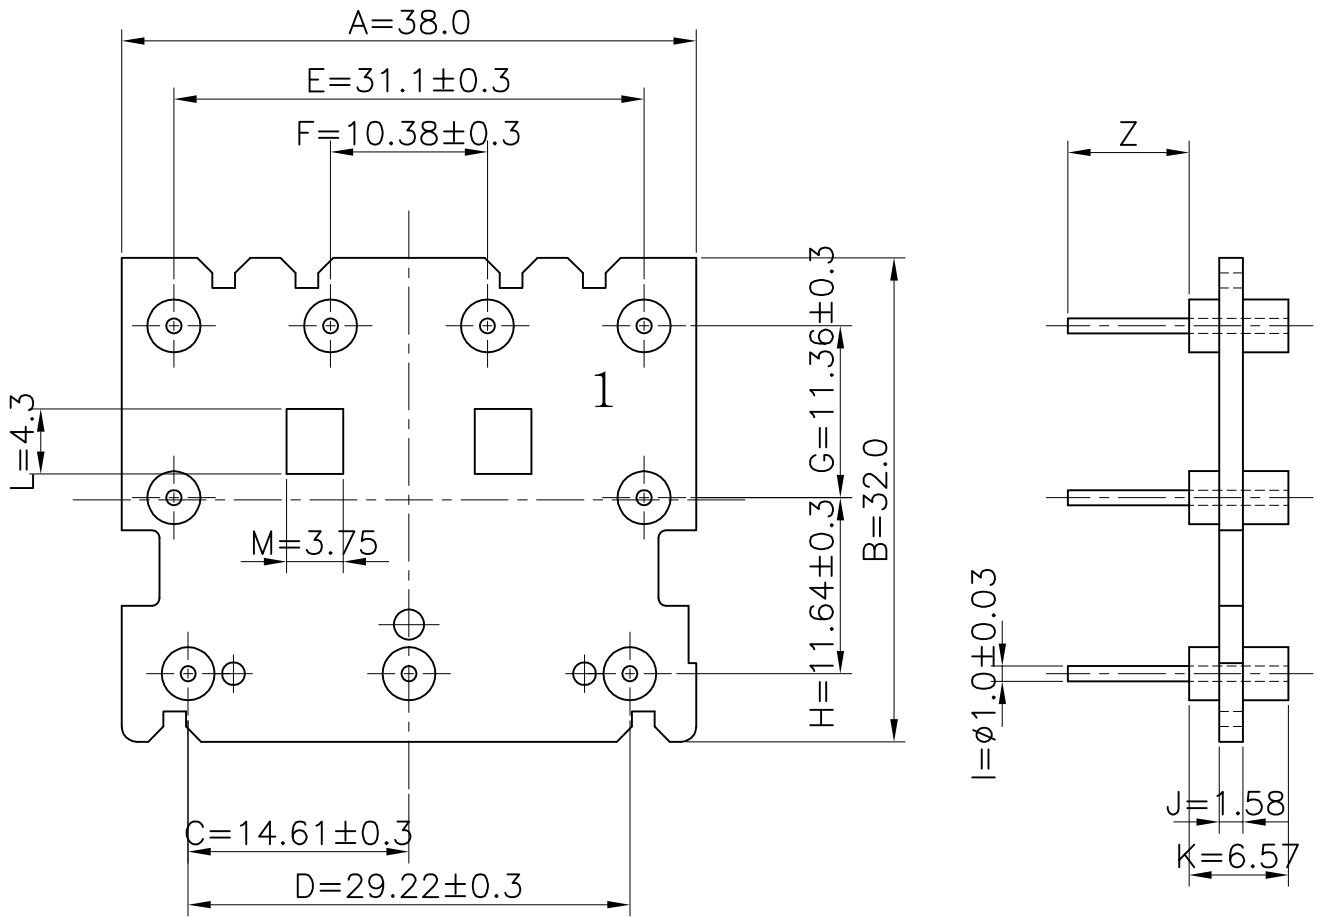 A=38.0
E=31.1±0.3
F=10.38±0.3
Z
G=11.36±0.3
1
L=4.3
B=32.0
M=3.75
H=11.64±0.3
I=ø1.0±0.03
J=1.58
C=14.61±0.3
K=6.57
D=29.22±0.3